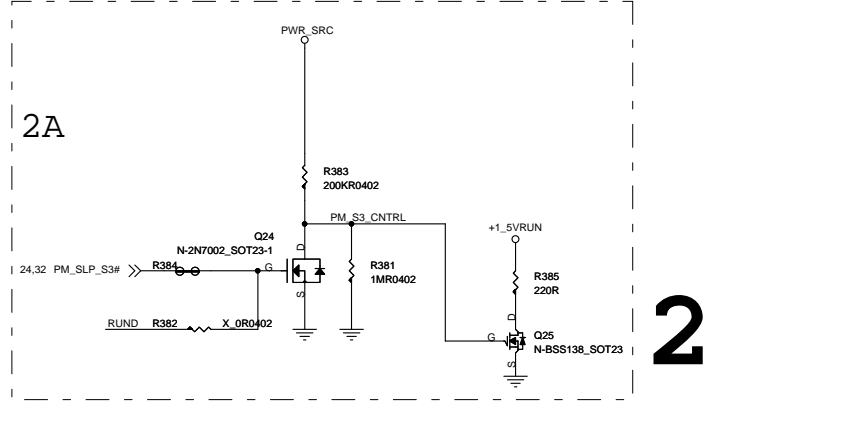 PWR_SRC
2A
R383
200KR0402
PM_S3_CNTRL
Q24
N-2N7002_SOT23-1
D
G
S
24,32 PM_SLP_S3#
R384
R381
1MR0402
RUND R382 X_0R0402
+1_5VRUN
R385
220R
D
G
S
Q25
N-BSS138_SOT23
2